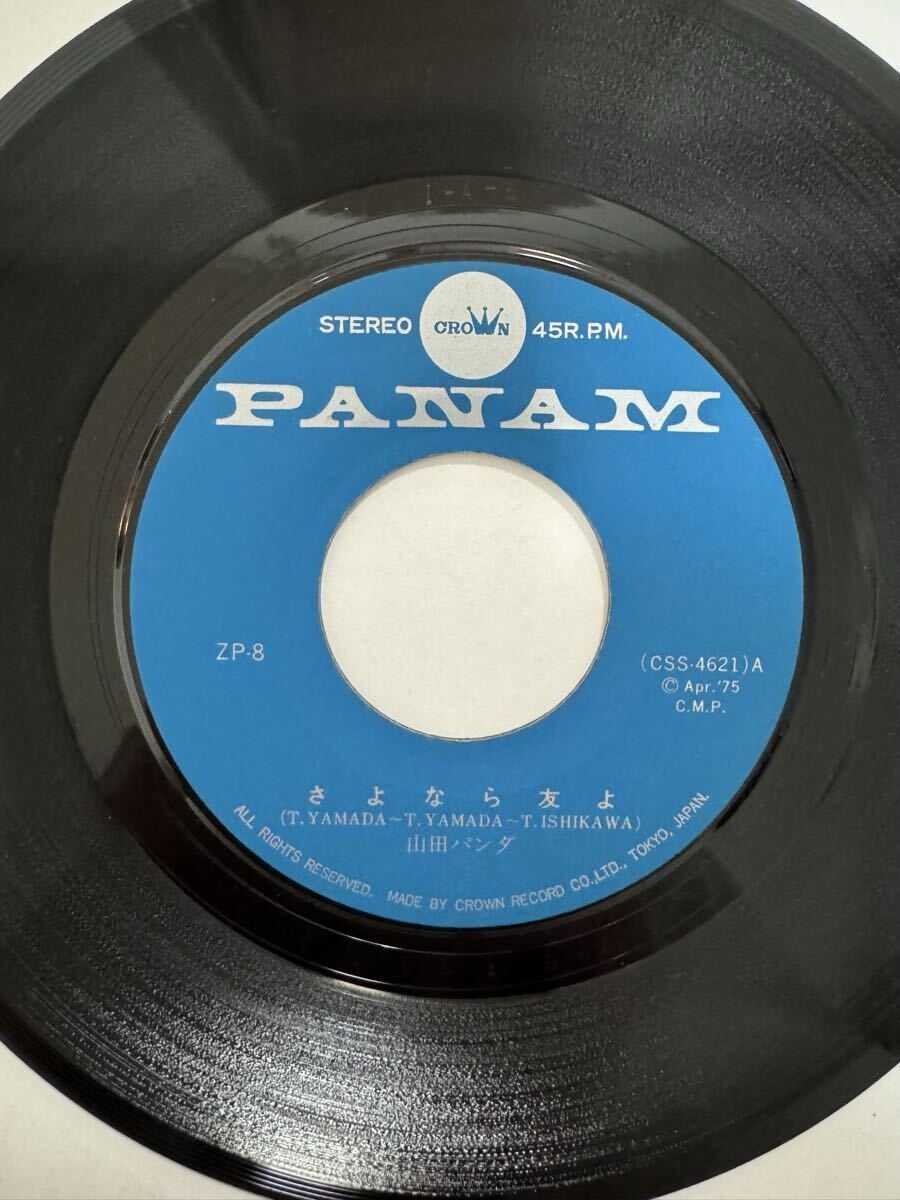 STEREO CROWN 45R.P.M.
PANAM
ZP-8
(CSS-4621)A
© Apr.'75
C.M.P.
さよなら友よ
(T.YAMADA~T.YAMADA~T.ISHIKAWA)
山田パンダ
ALL RIGHTS RESERVED. MADE BY CROWN RECORD CO.,LTD., TOKYO, JAPAN.